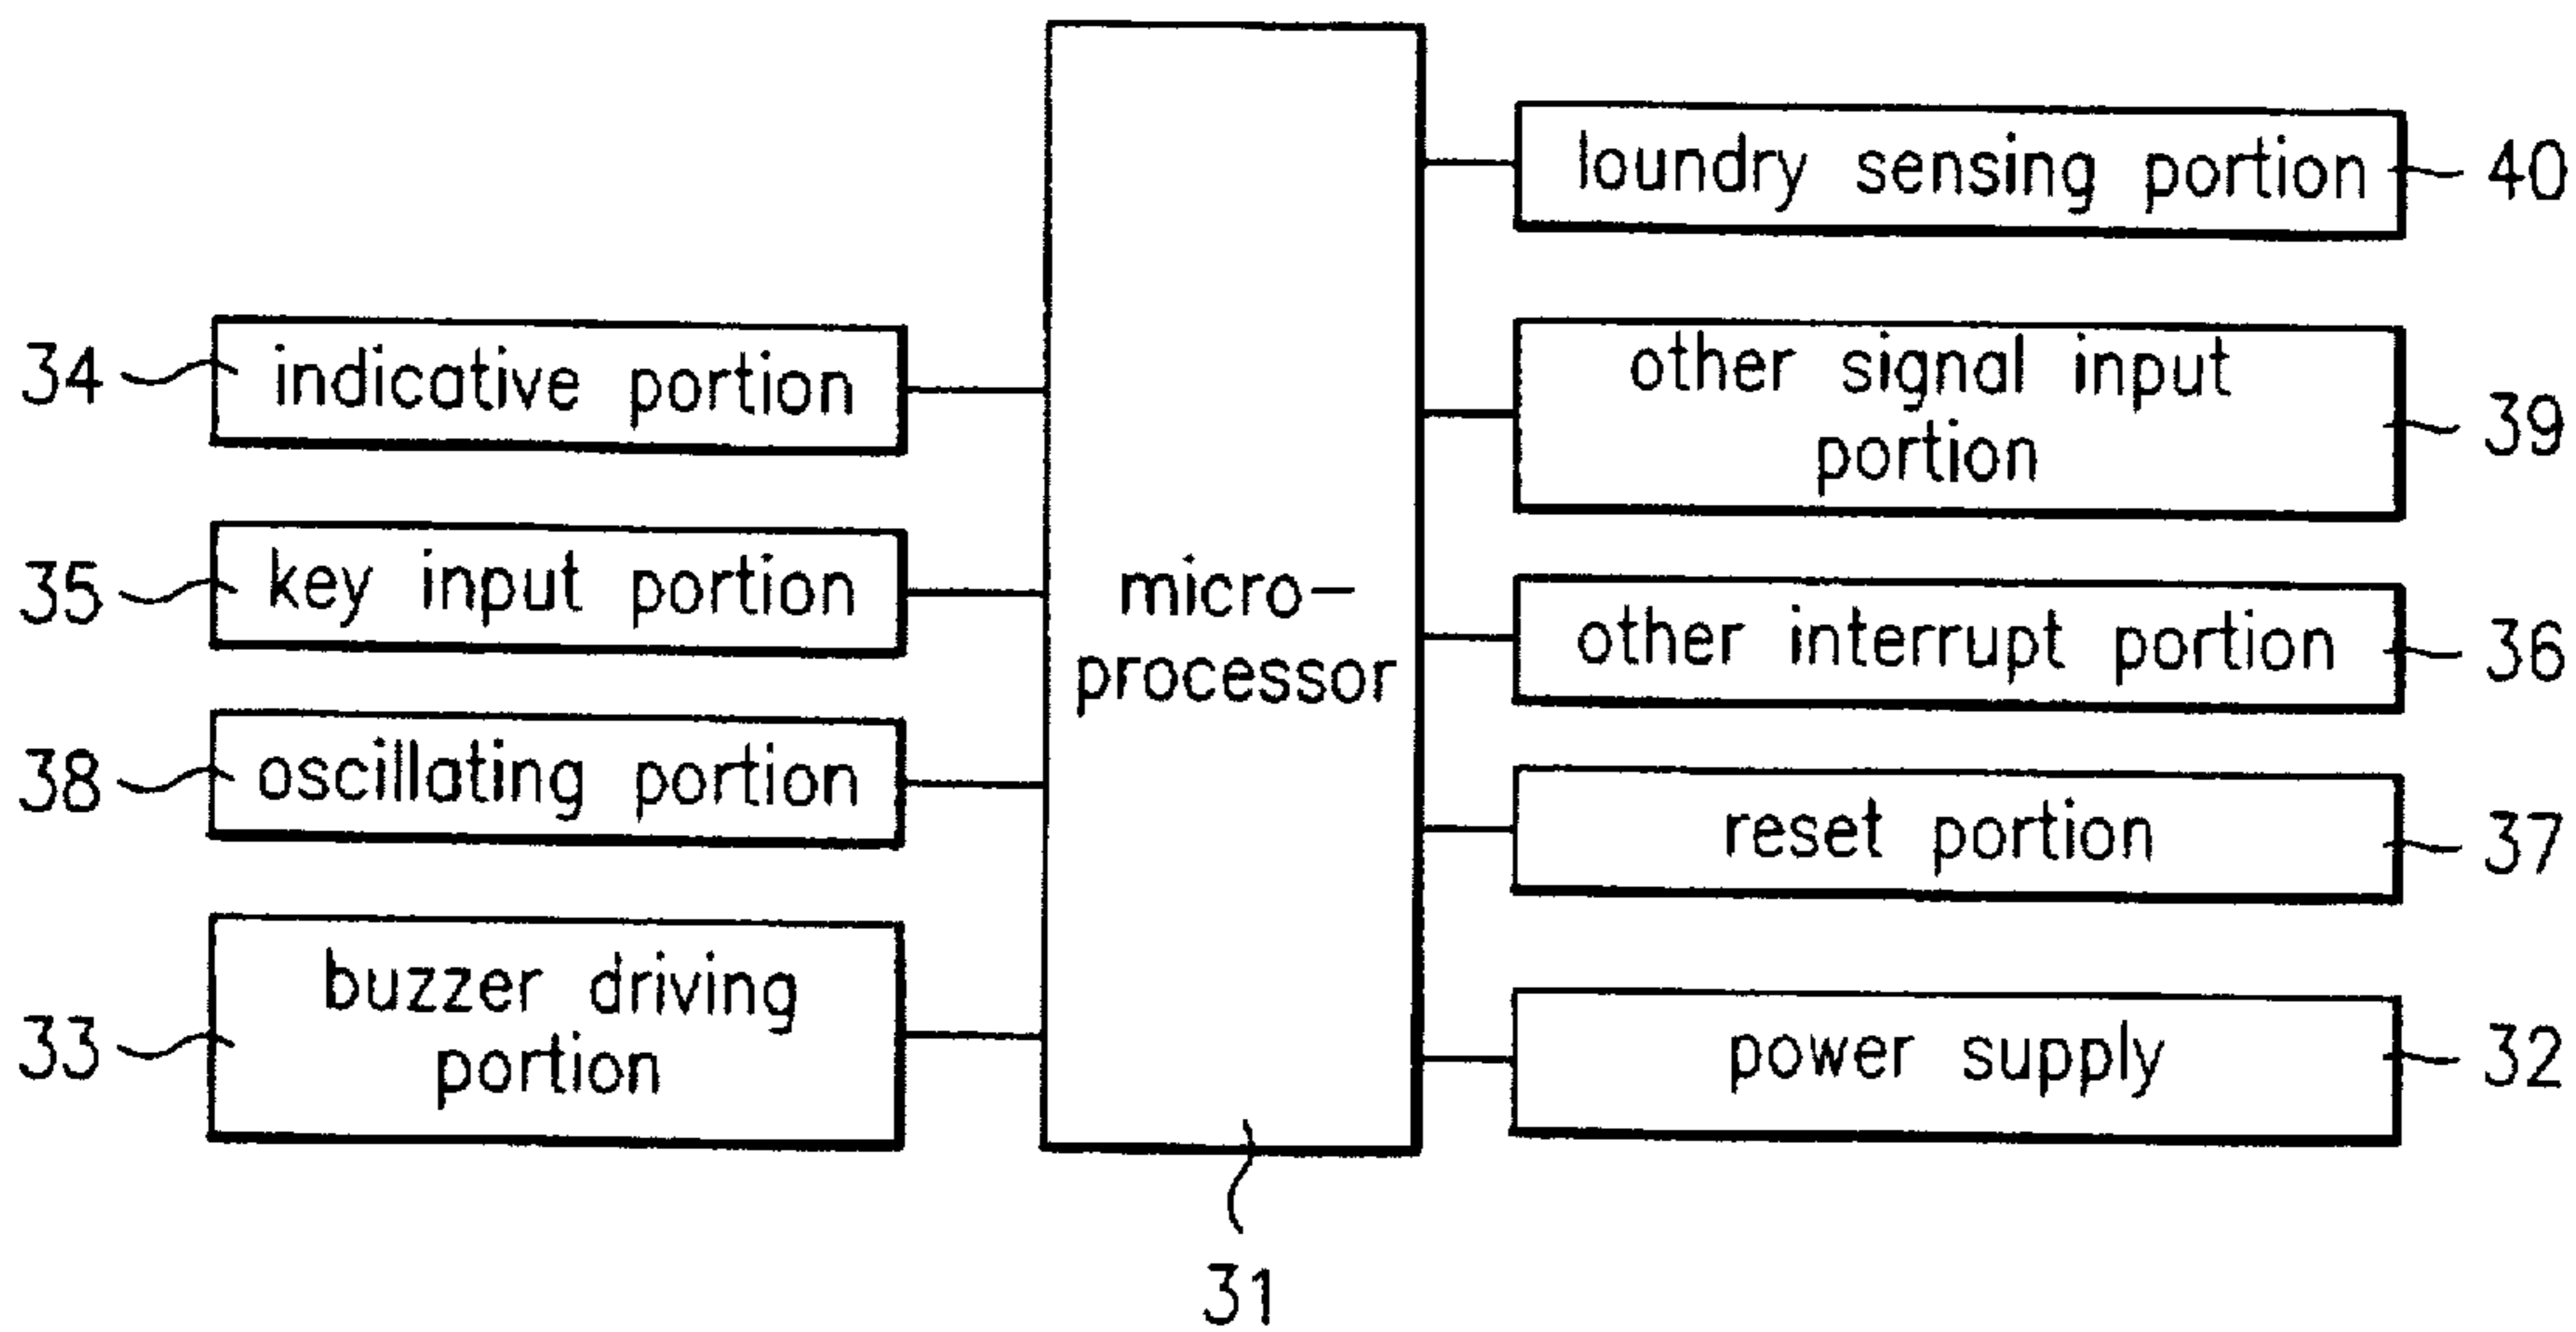 loundry sensing portion
40
34
indicative portion
other signal input
portion
39
35
key input portion
micro-
processor
other interrupt portion
36
38
oscillating portion
reset portion
37
33
buzzer driving
portion
power supply
32
31